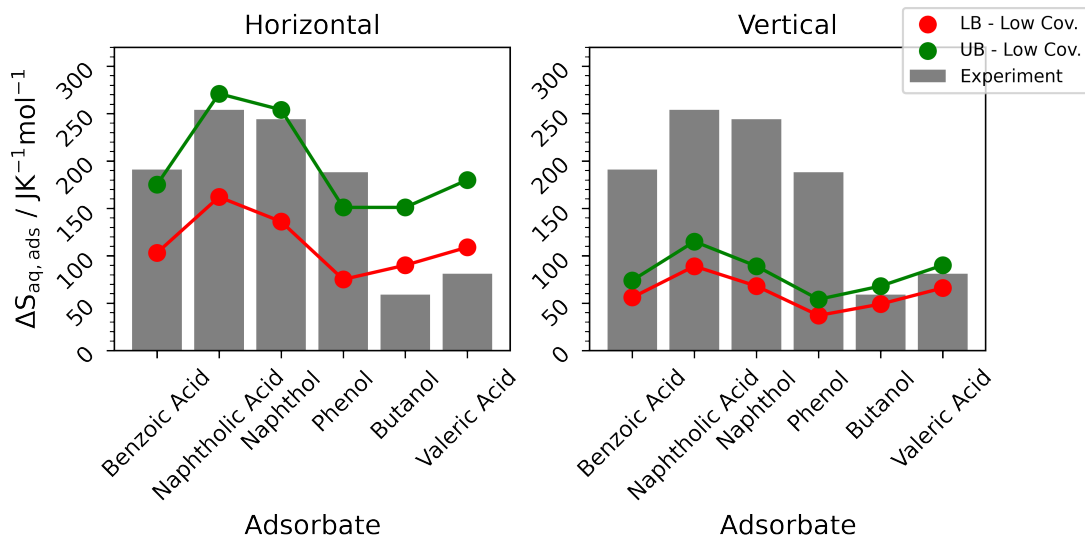 Horizontal
Vertical
LB - Low Cov.
UB - Low Cov.
Experiment
ΔS_aq, ads / JK⁻¹mol⁻¹
300
250
200
150
100
50
0
300
250
200
150
100
50
0
Benzoic Acid
Naphtholic Acid
Naphthol
Phenol
Butanol
Valeric Acid
Benzoic Acid
Naphtholic Acid
Naphthol
Phenol
Butanol
Valeric Acid
Adsorbate
Adsorbate